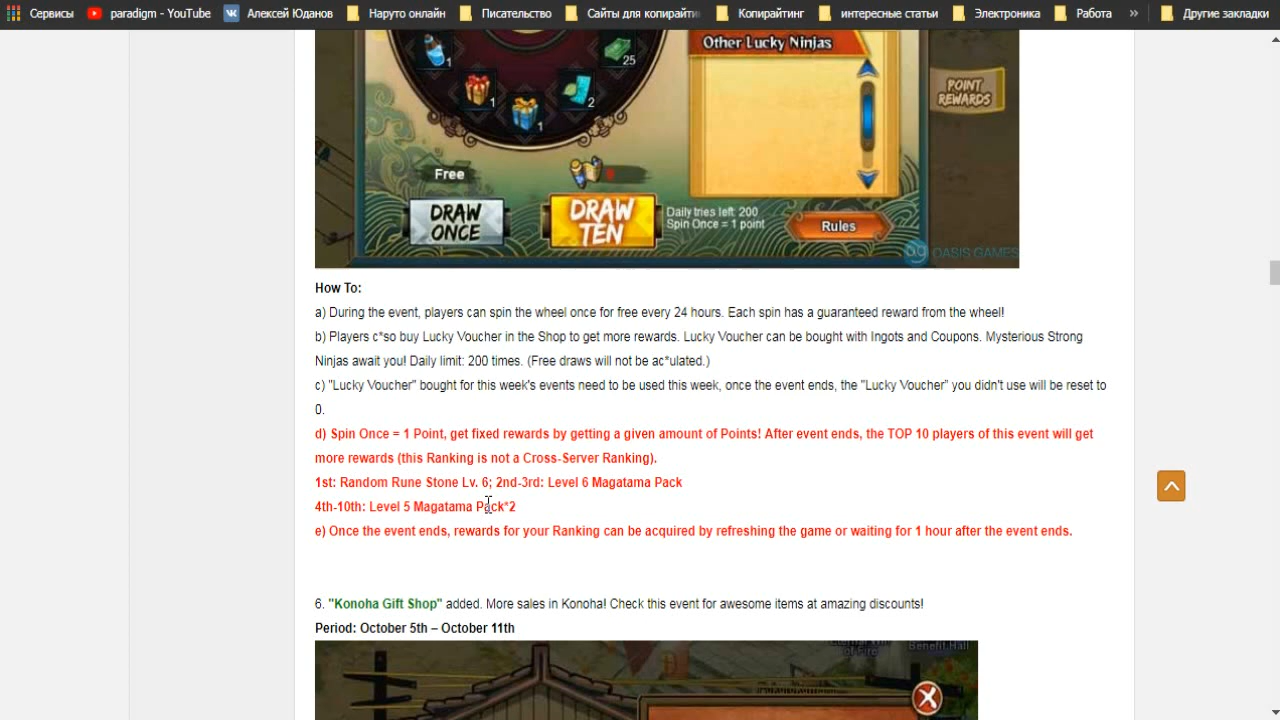 Сервисы paradigm - YouTube Алексей Юданов Наруто онлайн Писательство Сайты для копирайти Копирайтинг интересные статьи Электроника Работа » Другие закладки
Other Lucky Ninjas
1
25
1
2
1
POINT
REWARDS
Free
DRAW
ONCE
DRAW
TEN
Daily tries left: 200
Spin Once = 1 point
Rules
OASIS GAMES
How To:
a) During the event, players can spin the wheel once for free every 24 hours. Each spin has a guaranteed reward from the wheel!
b) Players c*so buy Lucky Voucher in the Shop to get more rewards. Lucky Voucher can be bought with Ingots and Coupons. Mysterious Strong
Ninjas await you! Daily limit: 200 times. (Free draws will not be ac*ulated.)
c) "Lucky Voucher" bought for this week's events need to be used this week, once the event ends, the "Lucky Voucher" you didn't use will be reset to
0.
d) Spin Once = 1 Point, get fixed rewards by getting a given amount of Points! After event ends, the TOP 10 players of this event will get
more rewards (this Ranking is not a Cross-Server Ranking).
1st: Random Rune Stone Lv. 6; 2nd-3rd: Level 6 Magatama Pack
4th-10th: Level 5 Magatama Pack*2
e) Once the event ends, rewards for your Ranking can be acquired by refreshing the game or waiting for 1 hour after the event ends.
6. "Konoha Gift Shop" added. More sales in Konoha! Check this event for awesome items at amazing discounts!
Period: October 5th – October 11th
of Fire
Benefit Hall